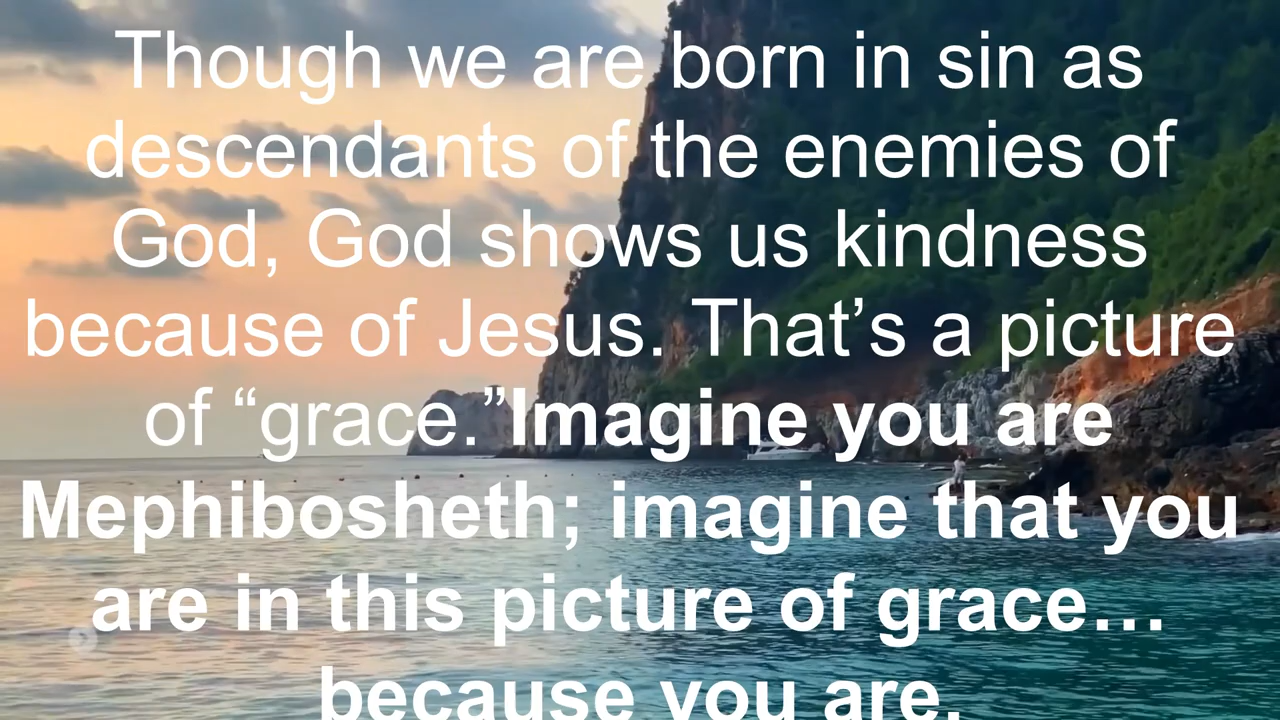 Though we are born in sin as
descendants of the enemies of
God, God shows us kindness
because of Jesus. That’s a picture
of “grace.”Imagine you are
Mephibosheth; imagine that you
are in this picture of grace…
because you are.